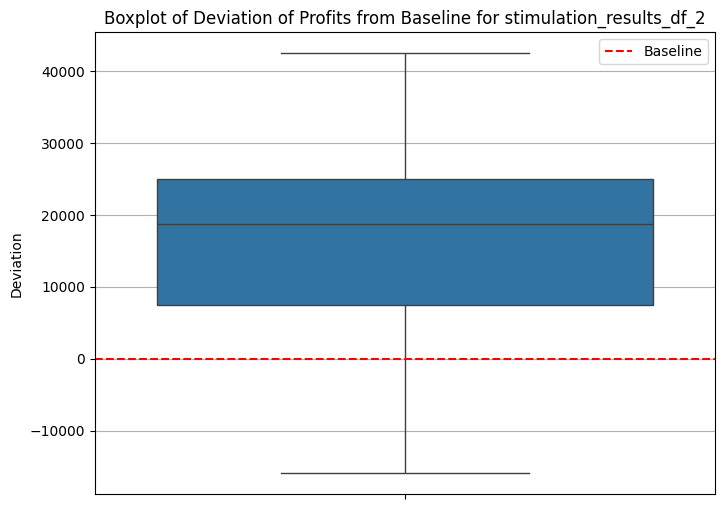 Boxplot of Deviation of Profits from Baseline for stimulation_results_df_2
Baseline
40000
30000
20000
10000
0
−10000
Deviation